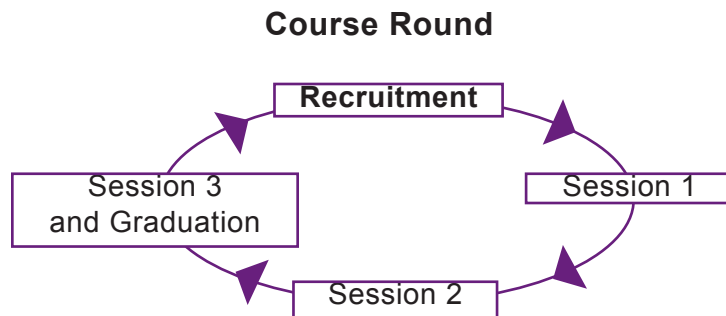 Course Round
Recruitment
Session 1
Session 2
Session 3
and Graduation